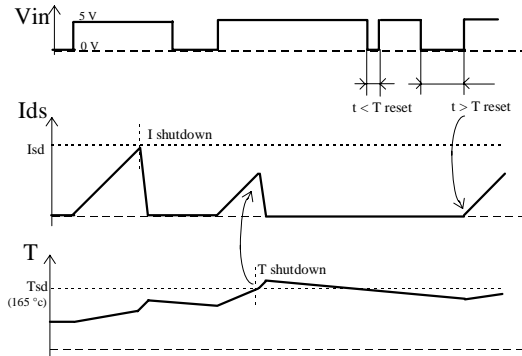 Vin
5 V
0 V
t < T reset
t > T reset
Ids
I shutdown
Isd
T
T shutdown
Tsd
(165 °c)